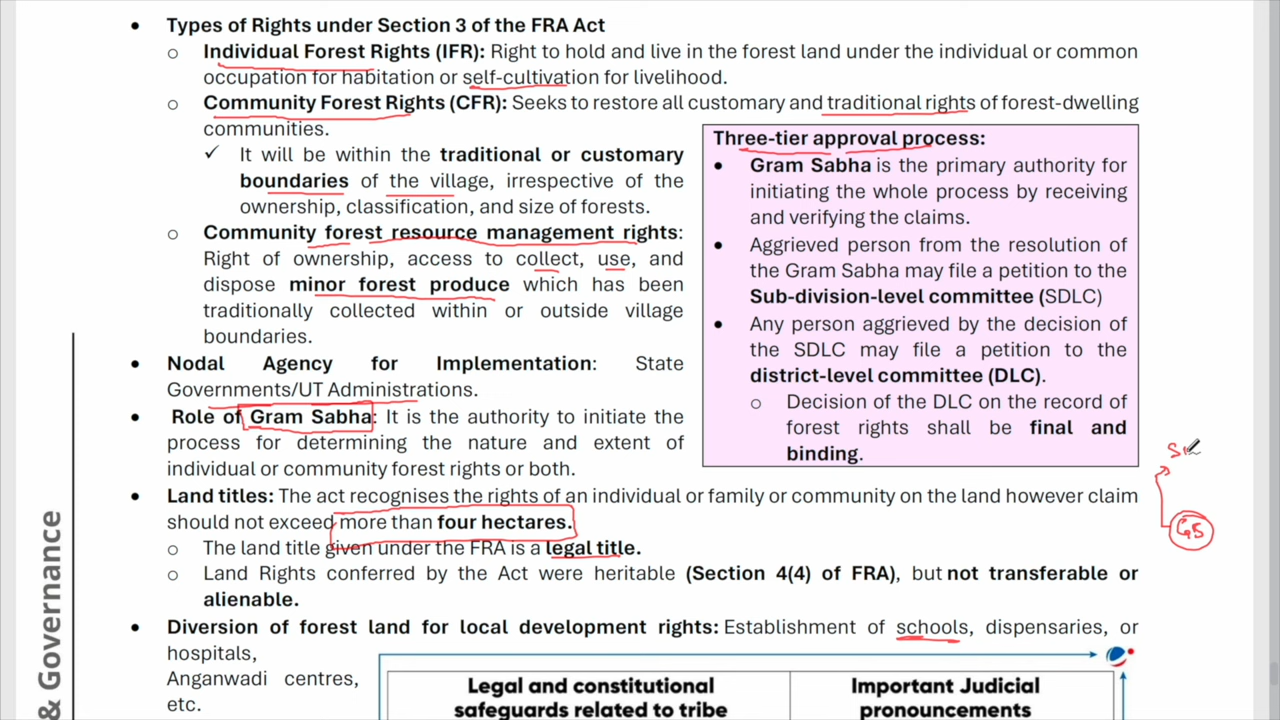 • Types of Rights under Section 3 of the FRA Act
o Individual Forest Rights (IFR): Right to hold and live in the forest land under the individual or common
occupation for habitation or self-cultivation for livelihood.
o Community Forest Rights (CFR): Seeks to restore all customary and traditional rights of forest-dwelling
communities.
✓ It will be within the traditional or customary
boundaries of the village, irrespective of the
ownership, classification, and size of forests.
o Community forest resource management rights:
Right of ownership, access to collect, use, and
dispose minor forest produce which has been
traditionally collected within or outside village
boundaries.
• Nodal Agency for Implementation: State
Governments/UT Administrations.
• Role of Gram Sabha: It is the authority to initiate the
process for determining the nature and extent of
individual or community forest rights or both.
Three-tier approval process:
• Gram Sabha is the primary authority for
initiating the whole process by receiving
and verifying the claims.
• Aggrieved person from the resolution of
the Gram Sabha may file a petition to the
Sub-division-level committee (SDLC)
• Any person aggrieved by the decision of
the SDLC may file a petition to the
district-level committee (DLC).
o Decision of the DLC on the record of
forest rights shall be final and
binding.
• Land titles: The act recognises the rights of an individual or family or community on the land however claim
should not exceed more than four hectares.
o The land title given under the FRA is a legal title.
o Land Rights conferred by the Act were heritable (Section 4(4) of FRA), but not transferable or
alienable.
• Diversion of forest land for local development rights: Establishment of schools, dispensaries, or
hospitals,
Anganwadi centres,
etc.
Legal and constitutional
safeguards related to tribe
Important Judicial
pronouncements
& Governance
GS